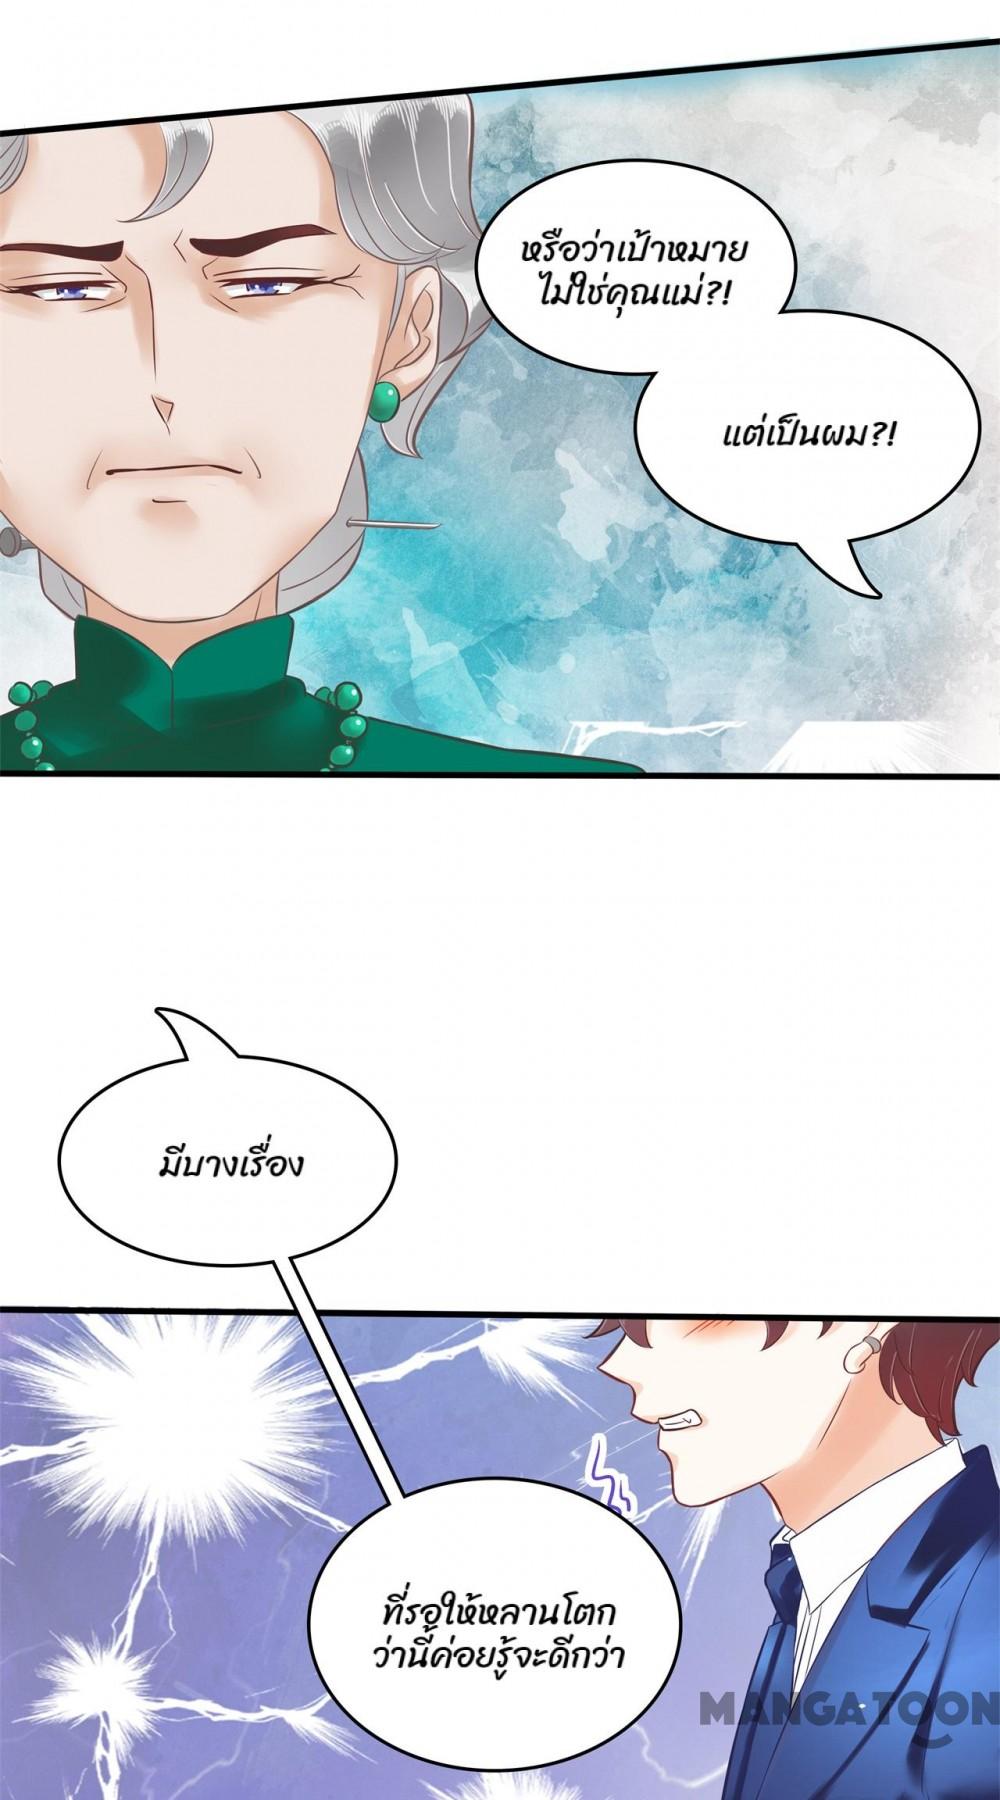 หรือว่าเป้าหมาย
ไม่ใช่คุณแม่?!
แต่เป็นผม?!
มีบางเรื่อง
ที่รอให้หลานโตก
ว่านี้ค่อยรู้จะดีกว่า
MANGATOON